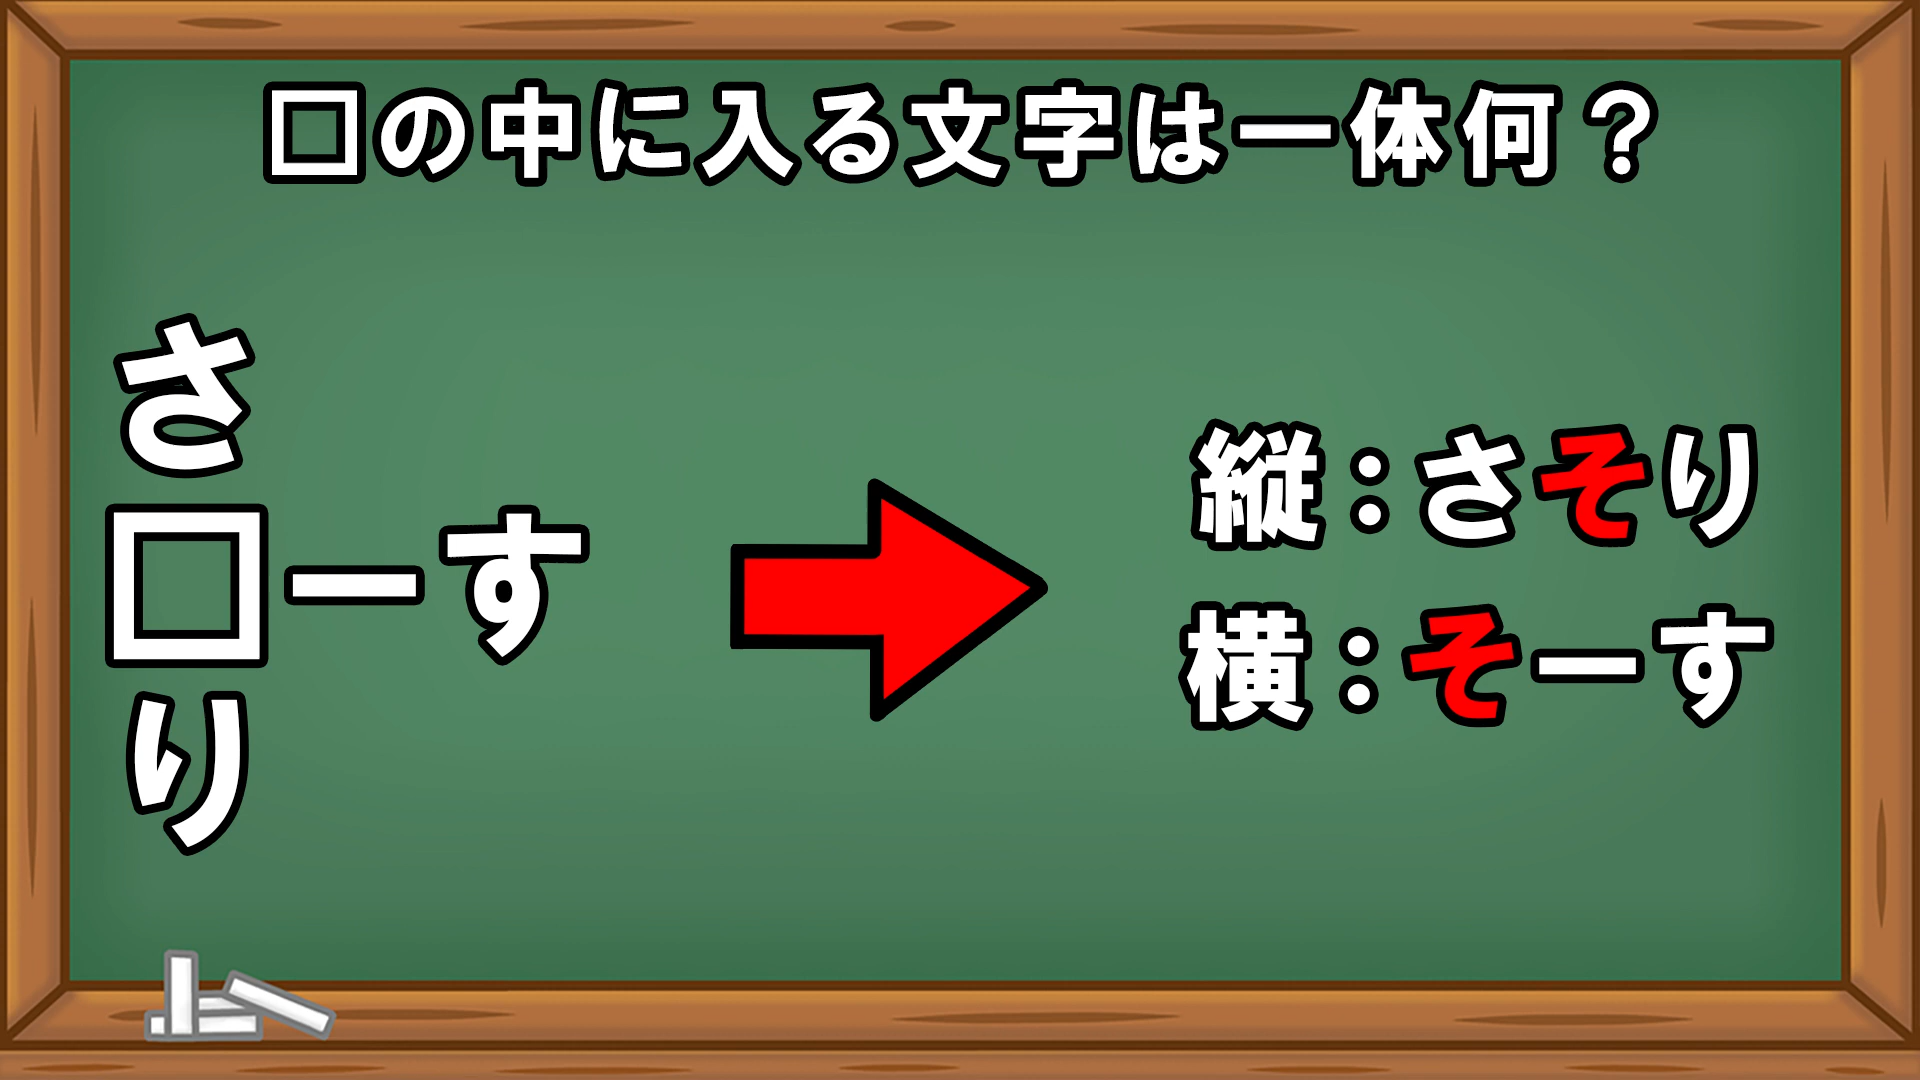 □の中に入る文字は一体何？
さ
□ーす
り
縦：さそり
横：そーす